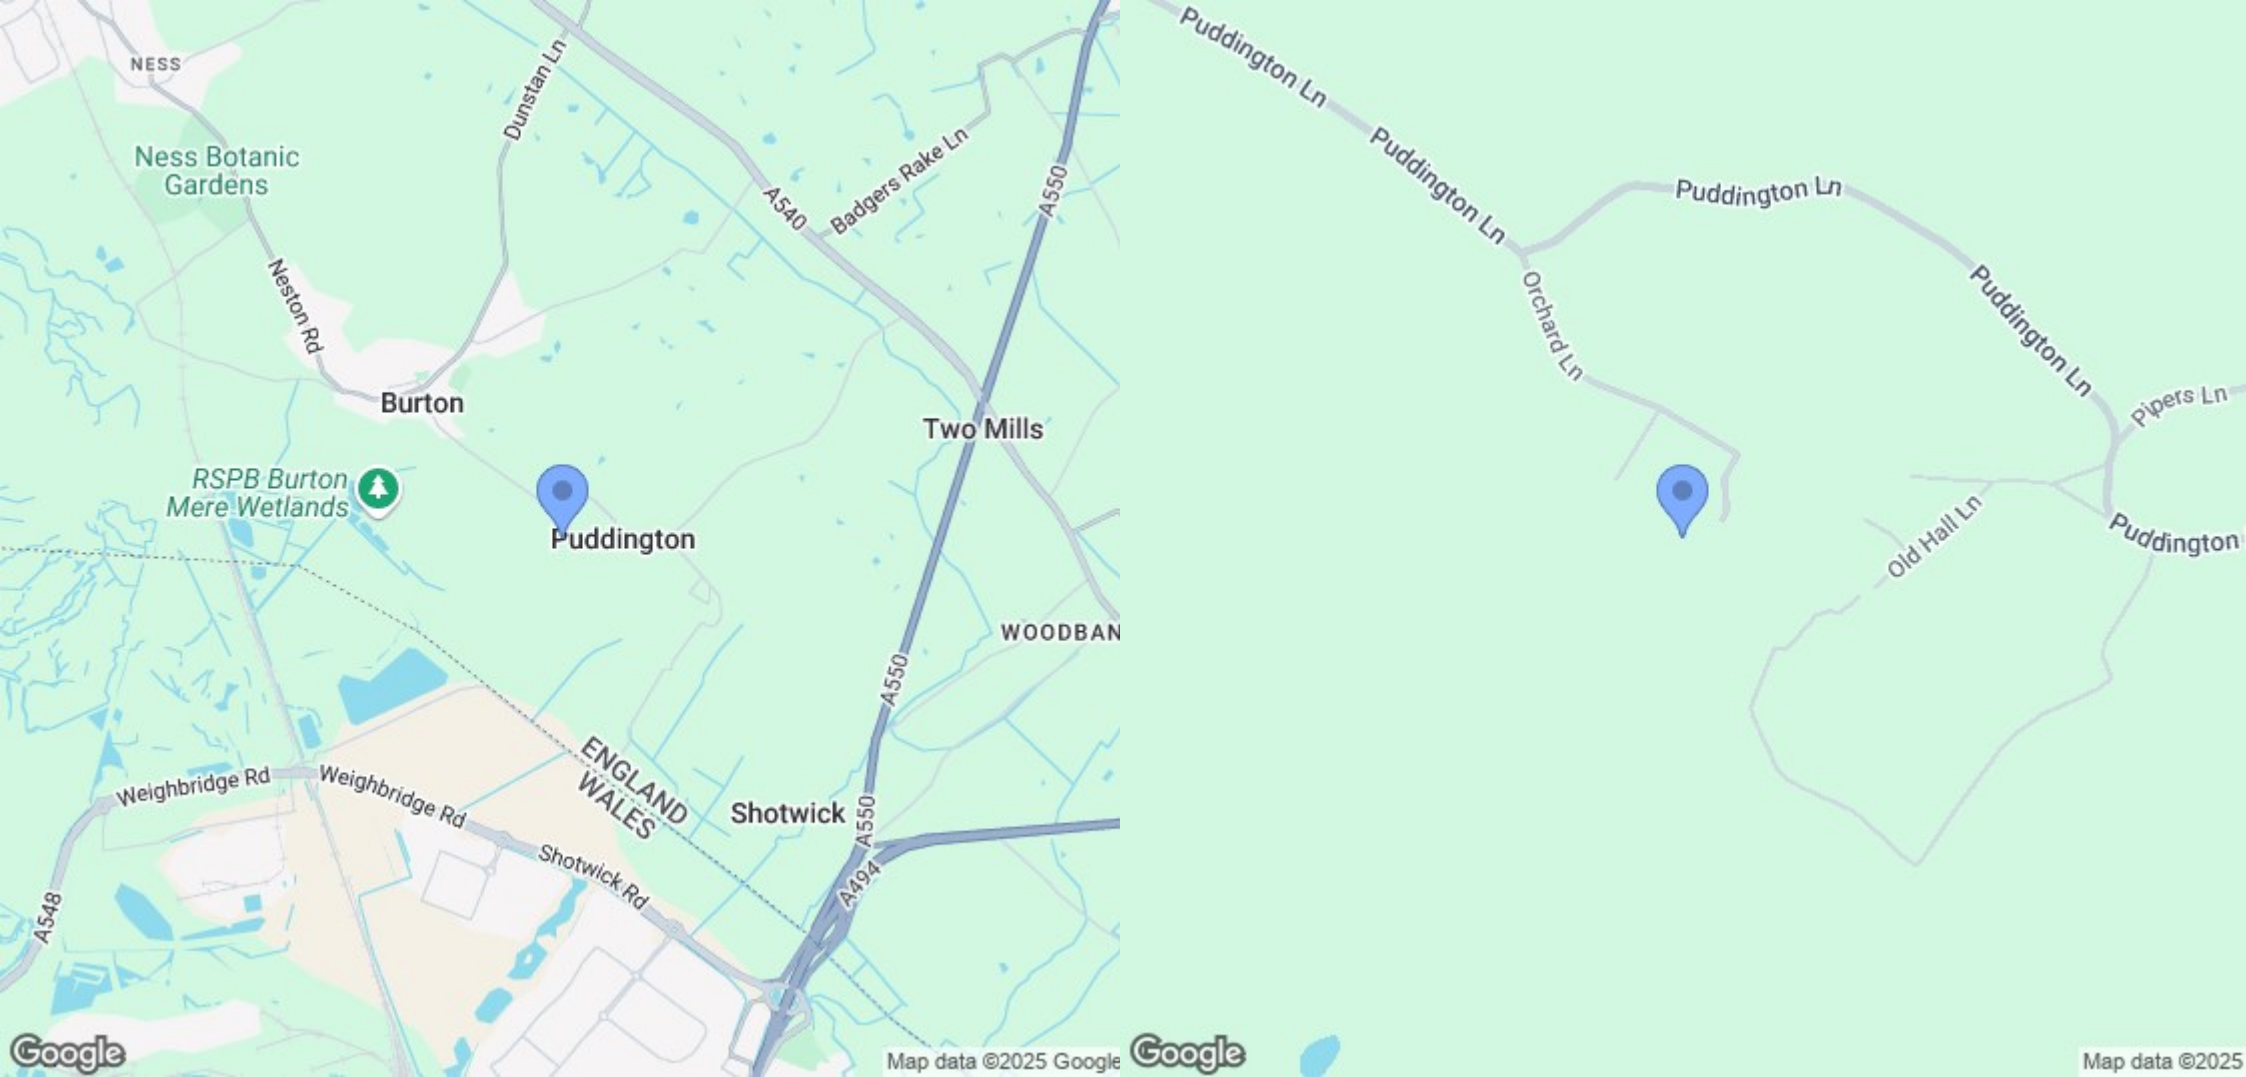 NESS
Dunstan Ln
Ness Botanic
Gardens
A540
Badgers Rake Ln
A550
Neston Rd
Burton
Two Mills
RSPB Burton
Mere Wetlands
Puddington
WOODBAN
A550
ENGLAND
WALES
Weighbridge Rd
Weighbridge Rd
Shotwick
A550
Shotwick Rd
A494
A548
Google
Map data ©2025 Google
Puddington Ln
Puddington Ln
Puddington Ln
Orchard Ln
Puddington Ln
Pipers Ln
Old Hall Ln
Puddington
Google
Map data ©2025